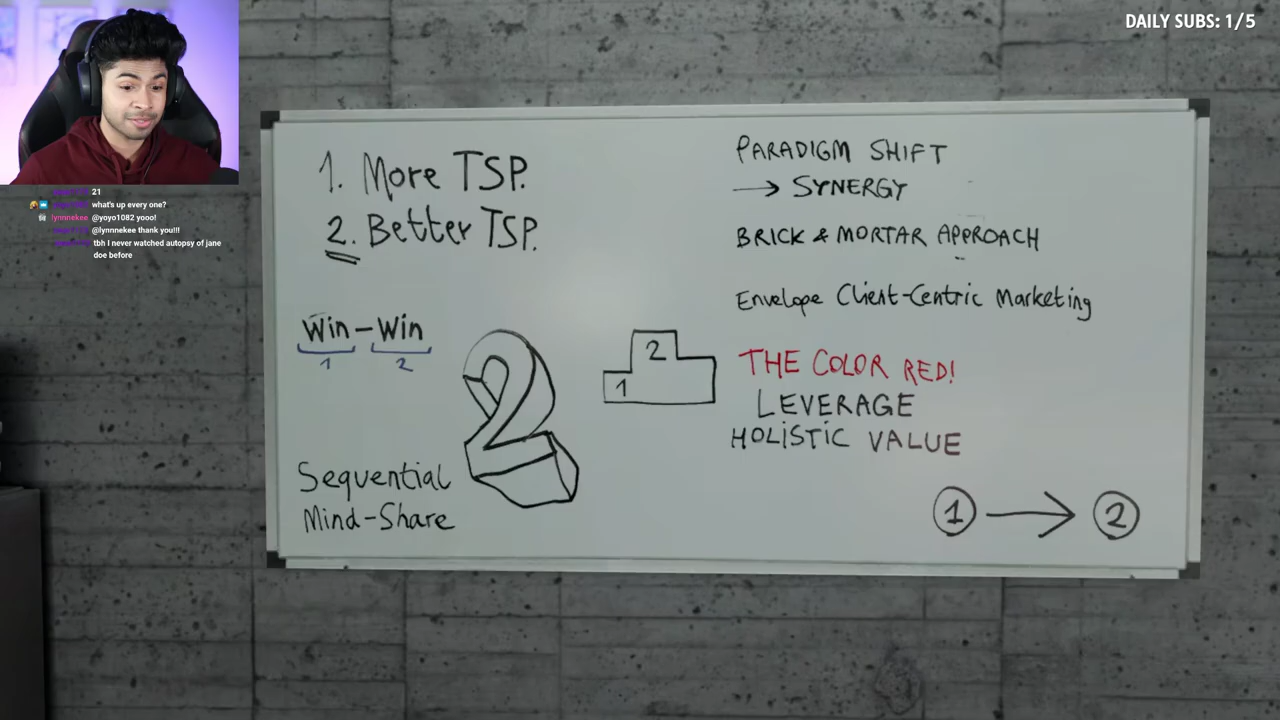 DAILY SUBS: 1/5
21
what's up every one?
lynnnekee @yoyo1082 yooo!
@lynnnekee thank you!!!
tbh I never watched autopsy of jane
doe before
1. More TSP.
2. Better TSP.
Win-Win
1 2
2
Sequential
Mind-Share
2
1
PARADIGM SHIFT
→ SYNERGY
BRICK & MORTAR APPROACH
Envelope Client-Centric Marketing
THE COLOR RED!
LEVERAGE
HOLISTIC VALUE
1 → 2